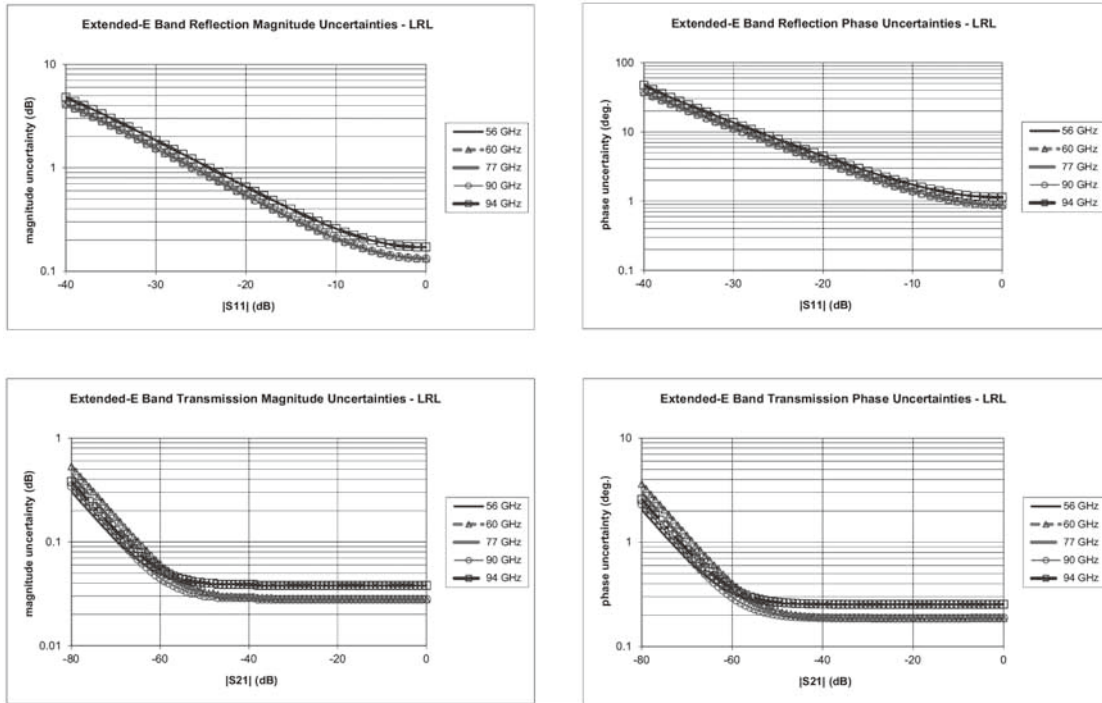 Extended-E Band Reflection Magnitude Uncertainties - LRL
magnitude uncertainty (dB)
10
1
0.1
-40
-30
-20
-10
0
|S11| (dB)
56 GHz
60 GHz
77 GHz
90 GHz
94 GHz
Extended-E Band Reflection Phase Uncertainties - LRL
phase uncertainty (deg.)
100
10
1
0.1
-40
-30
-20
-10
0
|S11| (dB)
56 GHz
60 GHz
77 GHz
90 GHz
94 GHz
Extended-E Band Transmission Magnitude Uncertainties - LRL
magnitude uncertainty (dB)
1
0.1
0.01
-80
-60
-40
-20
0
|S21| (dB)
56 GHz
60 GHz
77 GHz
90 GHz
94 GHz
Extended-E Band Transmission Phase Uncertainties - LRL
phase uncertainty (deg.)
10
1
0.1
-80
-60
-40
-20
0
|S21| (dB)
56 GHz
60 GHz
77 GHz
90 GHz
94 GHz